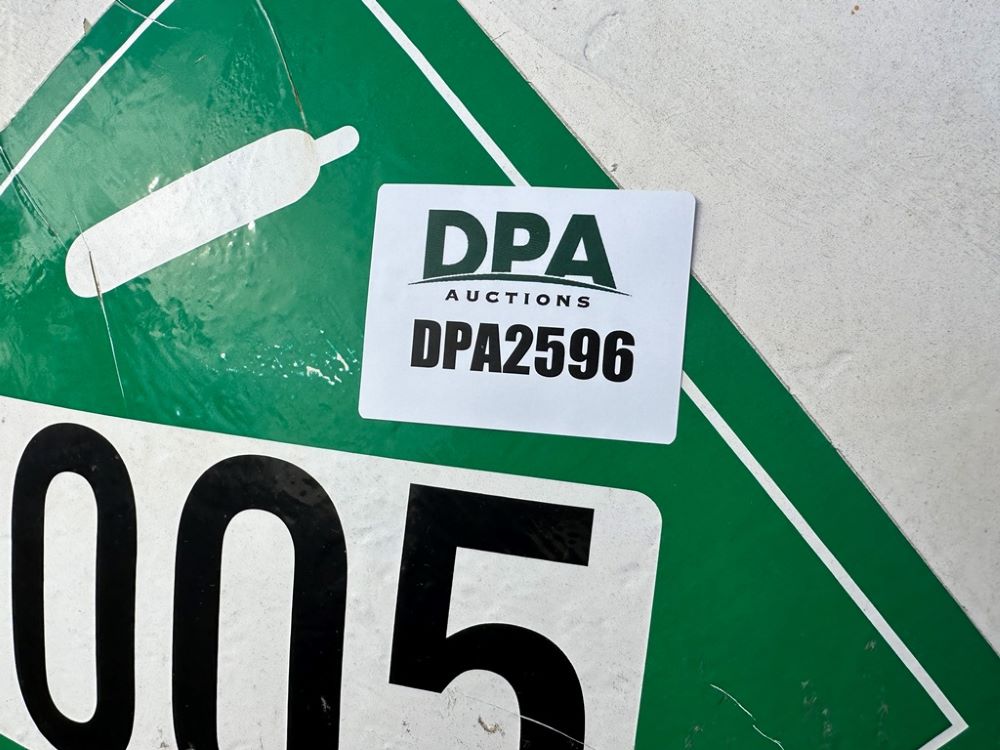 DPA
AUCTIONS
DPA2596
005